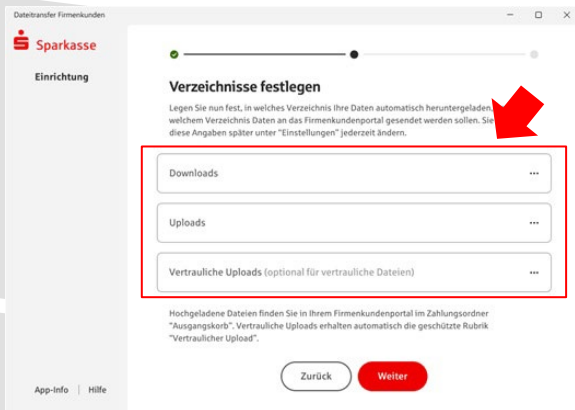 Dateitransfer Firmenkunden
Sparkasse
Einrichtung
Verzeichnisse festlegen
Legen Sie nun fest, in welches Verzeichnis Ihre Daten automatisch heruntergeladen,
welchem Verzeichnis Daten an das Firmenkundenportal gesendet werden sollen. Sie
diese Angaben später unter "Einstellungen" jederzeit ändern.
Downloads ...
Uploads ...
Vertrauliche Uploads (optional für vertrauliche Dateien) ...
Hochgeladene Dateien finden Sie in Ihrem Firmenkundenportal im Zahlungsordner
"Ausgangskorb". Vertrauliche Uploads erhalten automatisch die geschützte Rubrik
"Vertraulicher Upload".
Zurück Weiter
App-Info | Hilfe